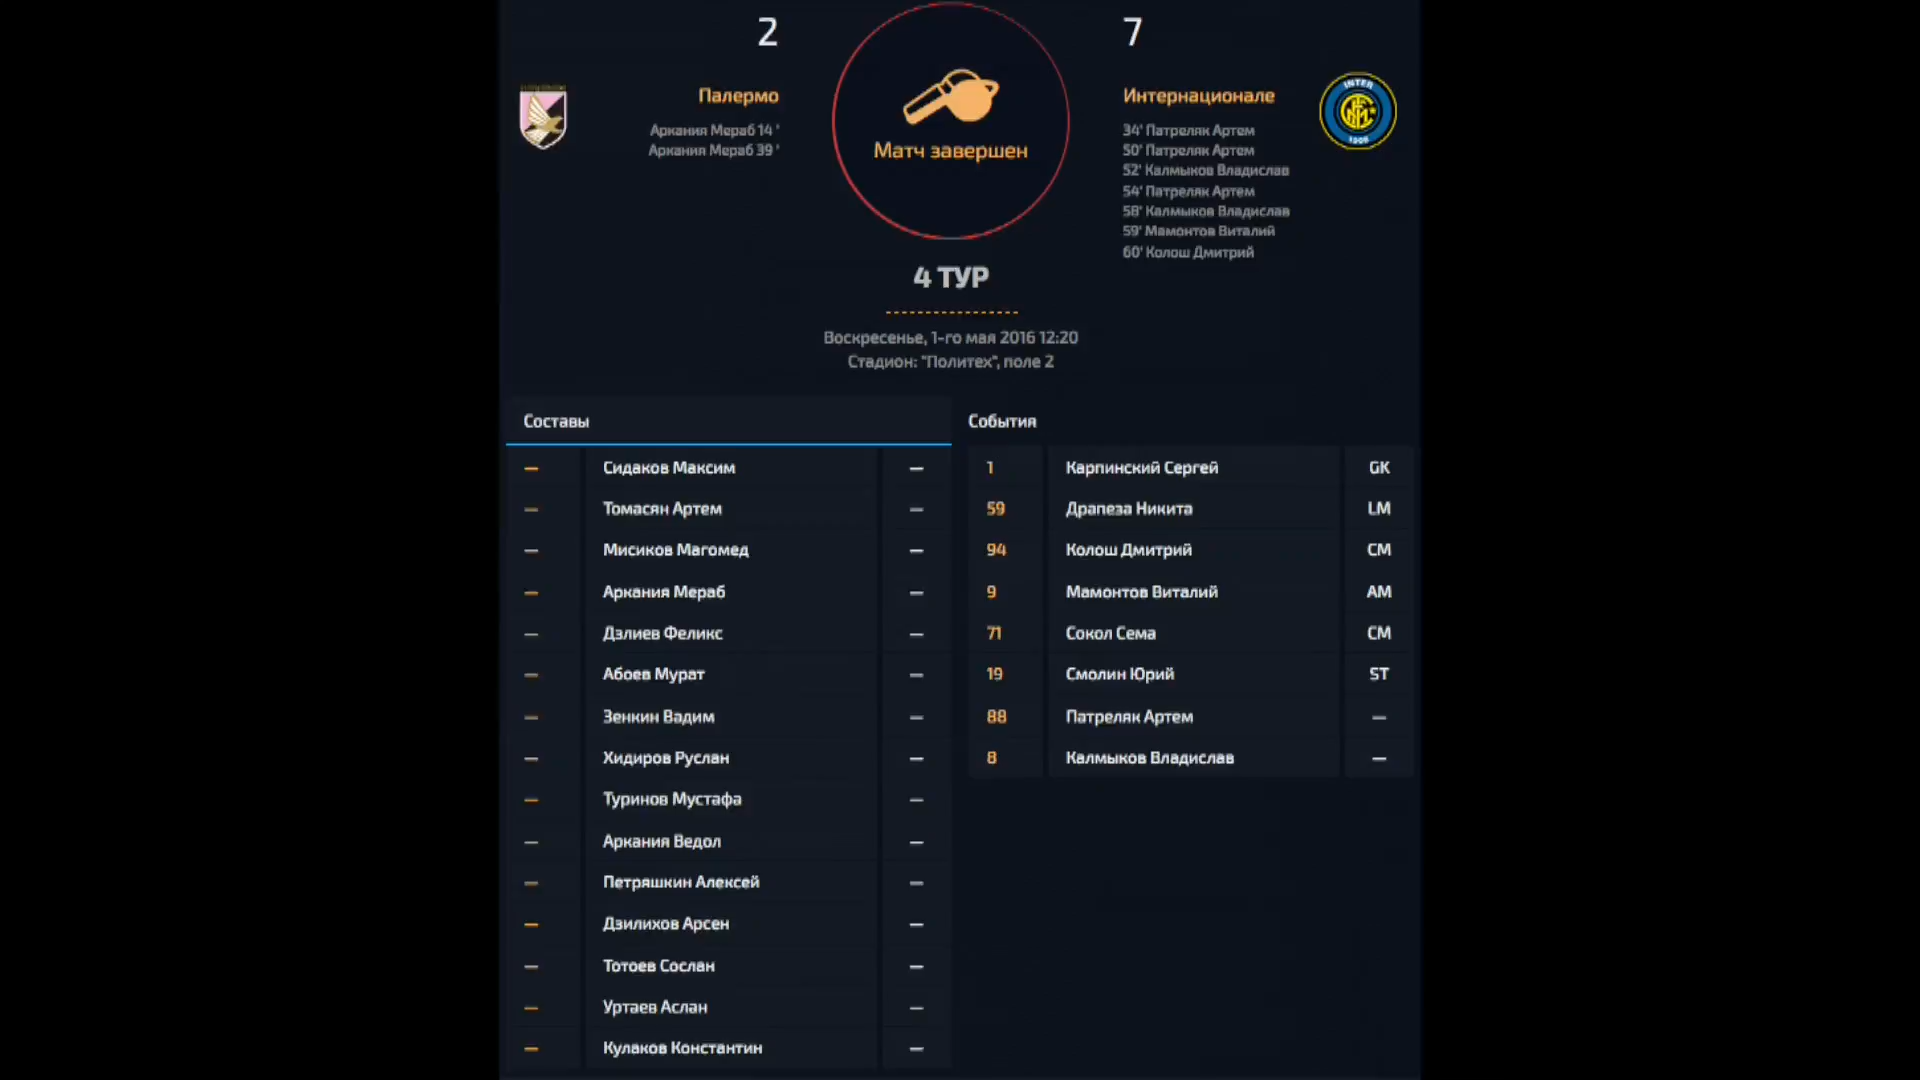 2
7
Палермо
Аркания Мераб 14 '
Аркания Мераб 39 '
Матч завершен
Интернационале
34' Патреляк Артем
50' Патреляк Артем
52' Калмыков Владислав
54' Патреляк Артем
58' Калмыков Владислав
59' Мамонтов Виталий
60' Колош Дмитрий
INTER
1908
4 ТУР
Воскресенье, 1-го мая 2016 12:20
Стадион: "Политех", поле 2
Составы
— Сидаков Максим —
— Томасян Артем —
— Мисиков Магомед —
— Аркания Мераб —
— Дзлиев Феликс —
— Абоев Мурат —
— Зенкин Вадим —
— Хидиров Руслан —
— Туринов Мустафа —
— Аркания Ведол —
— Петряшкин Алексей —
— Дзилихов Арсен —
— Тотоев Сослан —
— Уртаев Аслан —
— Кулаков Константин —
События
1 Карпинский Сергей GK
59 Драпеза Никита LM
94 Колош Дмитрий CM
9 Мамонтов Виталий AM
71 Сокол Сема CM
19 Смолин Юрий ST
88 Патреляк Артем —
8 Калмыков Владислав —